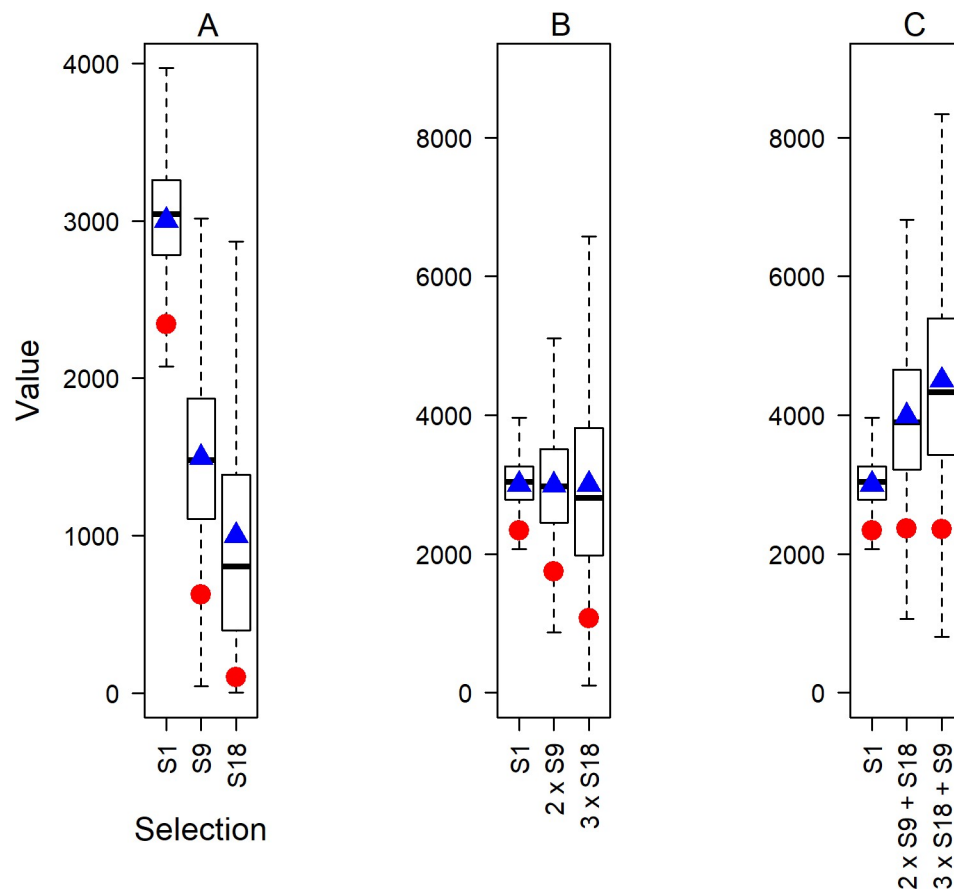 A
4000
3000
2000
1000
0
Value
S1
S9
S18
Selection
B
8000
6000
4000
2000
0
S1
2 x S9
3 x S18
C
8000
6000
4000
2000
0
S1
2 x S9 + S18
3 x S18 + S9